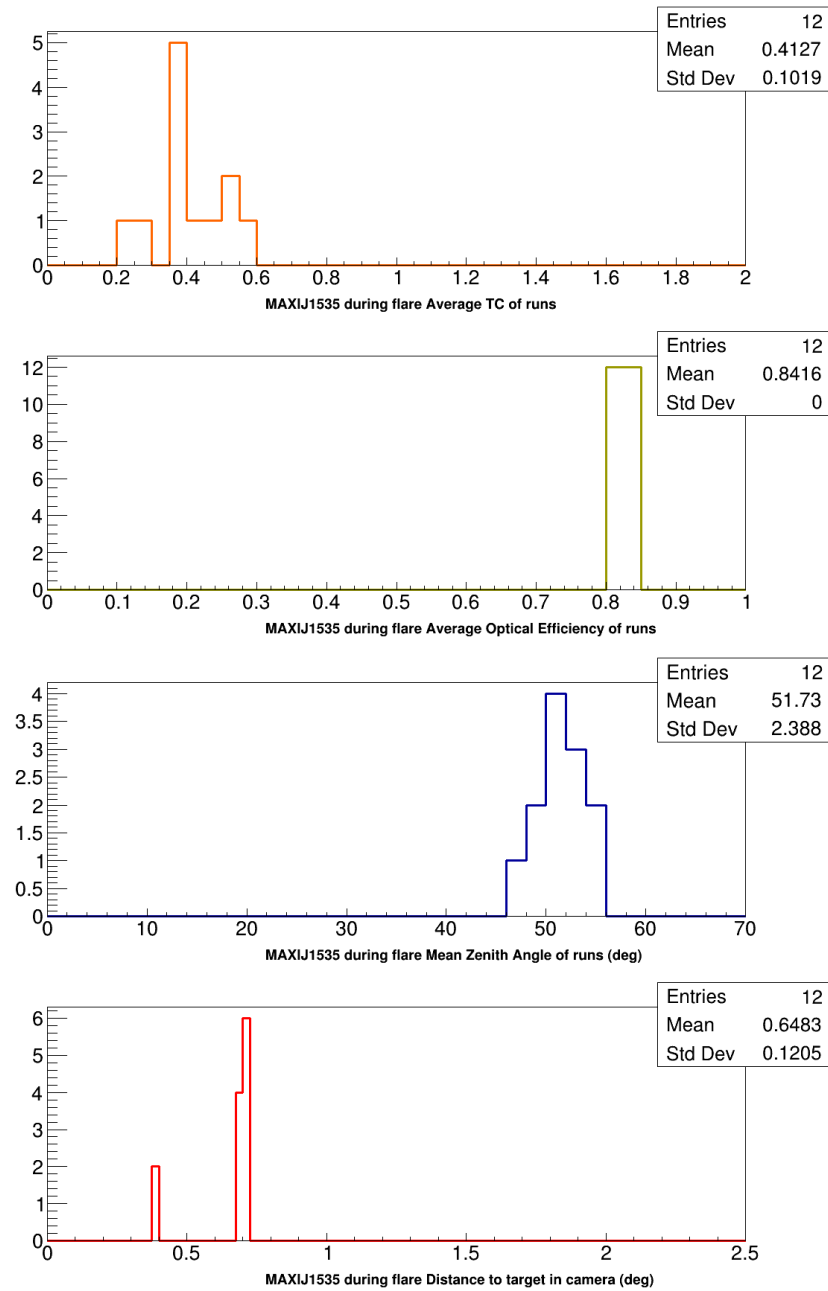 Entries 12
Mean 0.4127
Std Dev 0.1019
5
4
3
2
1
0
0 0.2 0.4 0.6 0.8 1 1.2 1.4 1.6 1.8 2
MAXIJ1535 during flare Average TC of runs
Entries 12
Mean 0.8416
Std Dev 0
12
10
8
6
4
2
0
0 0.1 0.2 0.3 0.4 0.5 0.6 0.7 0.8 0.9 1
MAXIJ1535 during flare Average Optical Efficiency of runs
Entries 12
Mean 51.73
Std Dev 2.388
4
3.5
3
2.5
2
1.5
1
0.5
0
0 10 20 30 40 50 60 70
MAXIJ1535 during flare Mean Zenith Angle of runs (deg)
Entries 12
Mean 0.6483
Std Dev 0.1205
6
5
4
3
2
1
0
0 0.5 1 1.5 2 2.5
MAXIJ1535 during flare Distance to target in camera (deg)